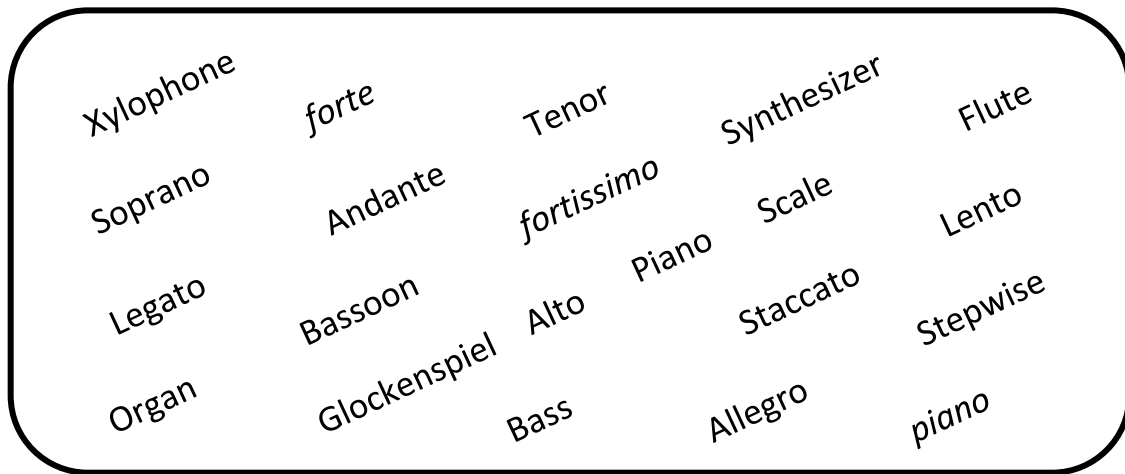 Xylophone
forte
Tenor
Synthesizer
Flute
Soprano
Andante
fortissimo
Scale
Lento
Piano
Legato
Bassoon
Alto
Staccato
Stepwise
Organ
Glockenspiel
Bass
Allegro
piano